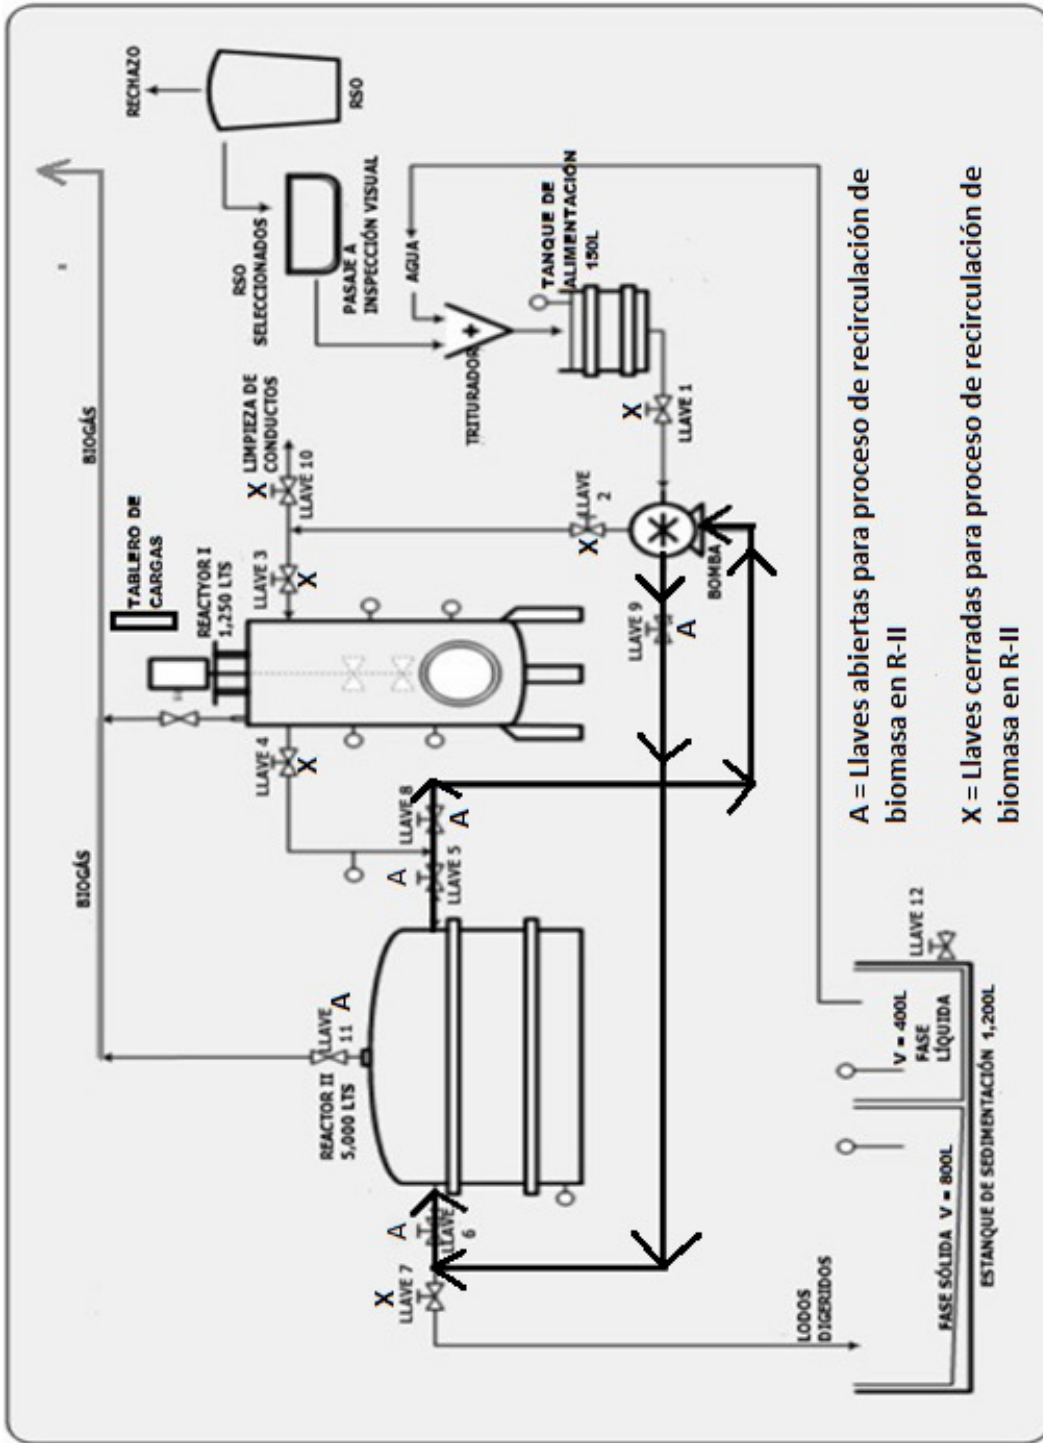 BIOGÁS
BIOGÁS
TABLERO DE
CARGAS
RECHAZO
RSO
RSO
SELECCIONADOS
PASAJE A
INSPECCIÓN VISUAL
AGUA
TRITURADOR
TANQUE DE
ALIMENTACIÓN
150L
X
LLAVE 1
X LIMPIEZA DE
CONDUCTOS
LLAVE 10
LLAVE
2
X
BOMBA
REACTYOR I
1,250 LTS
LLAVE 3
X
LLAVE 4
X
LLAVE 9
A
LLAVE 8
A
A
LLAVE 5
LLAVE
11
A
REACTOR II
5,000 LTS
A
LLAVE
6
X
LLAVE 7
LODOS
DIGERIDOS
FASE SÓLIDA V = 800L
V = 400L
FASE
LÍQUIDA
LLAVE 12
ESTANQUE DE SEDIMENTACIÓN 1,200L
A = Llaves abiertas para proceso de recirculación de
biomasa en R-II
X = Llaves cerradas para proceso de recirculación de
biomasa en R-II